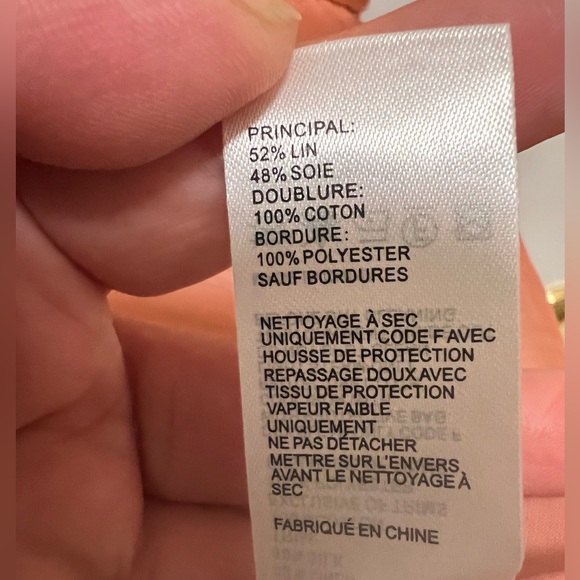 PRINCIPAL:
52% LIN
48% SOIE
DOUBLURE:
100% COTON
BORDURE:
100% POLYESTER
SAUF BORDURES
NETTOYAGE À SEC
UNIQUEMENT CODE F AVEC
HOUSSE DE PROTECTION
REPASSAGE DOUX AVEC
TISSU DE PROTECTION
VAPEUR FAIBLE
UNIQUEMENT
NE PAS DÉTACHER
METTRE SUR L'ENVERS
AVANT LE NETTOYAGE À
SEC
FABRIQUÉ EN CHINE